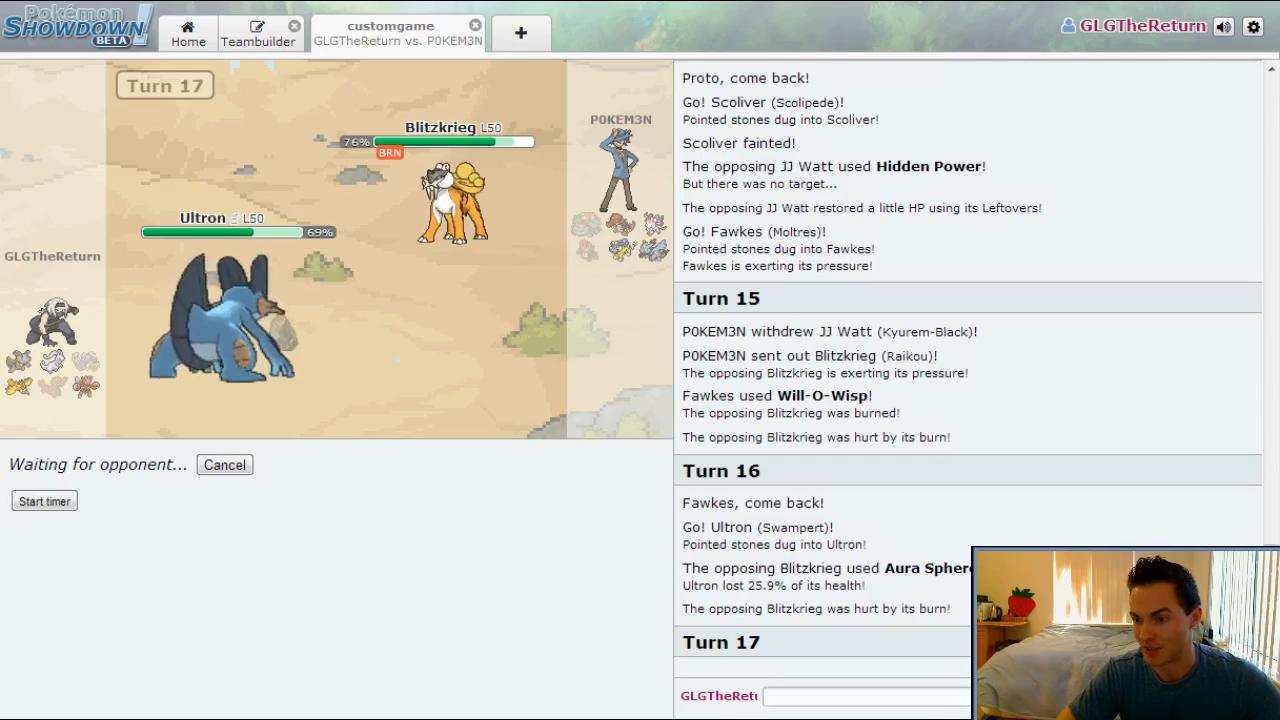 Pokémon
SHOWDOWN!
BETA
Home
Teambuilder
customgame
GLGTheReturn vs. P0KEM3N
+
GLGTheReturn
Turn 17
Blitzkrieg L50
76%
BRN
P0KEM3N
Ultron L50
69%
GLGTheReturn
Waiting for opponent... Cancel
Start timer
Proto, come back!
Go! Scoliver (Scolipede)!
Pointed stones dug into Scoliver!
Scoliver fainted!
The opposing JJ Watt used Hidden Power!
But there was no target...
The opposing JJ Watt restored a little HP using its Leftovers!
Go! Fawkes (Moltres)!
Pointed stones dug into Fawkes!
Fawkes is exerting its pressure!
Turn 15
P0KEM3N withdrew JJ Watt (Kyurem-Black)!
P0KEM3N sent out Blitzkrieg (Raikou)!
The opposing Blitzkrieg is exerting its pressure!
Fawkes used Will-O-Wisp!
The opposing Blitzkrieg was burned!
The opposing Blitzkrieg was hurt by its burn!
Turn 16
Fawkes, come back!
Go! Ultron (Swampert)!
Pointed stones dug into Ultron!
The opposing Blitzkrieg used Aura Sphere
Ultron lost 25.9% of its health!
The opposing Blitzkrieg was hurt by its burn!
Turn 17
GLGTheRet